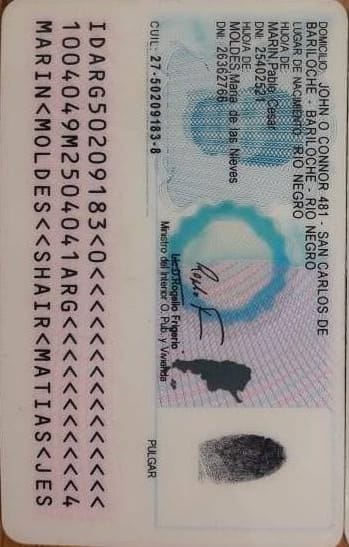 DOMICILIO: JOHN O CONNOR 481 - SAN CARLOS DE
BARILOCHE - BARILOCHE - RIO NEGRO
LUGAR DE NACIMIENTO: RIO NEGRO
HIJO/A DE:
MARIN, Pablo Cesar
DNI: 25402521
HIJO/A DE:
MOLDES, Maria de las Nieves
DNI: 26362766
CUIL: 27-50209183-8
Lic. Rogelio Frigerio
Ministro del Interior O. Pub. y Vivienda
PULGAR
IDARG50209183<0<<<<<<<<<<<<<<<
1004049M2504041ARG<<<<<<<<<<<4
MARIN<MOLDES<<SHAIR<MATIAS<JES